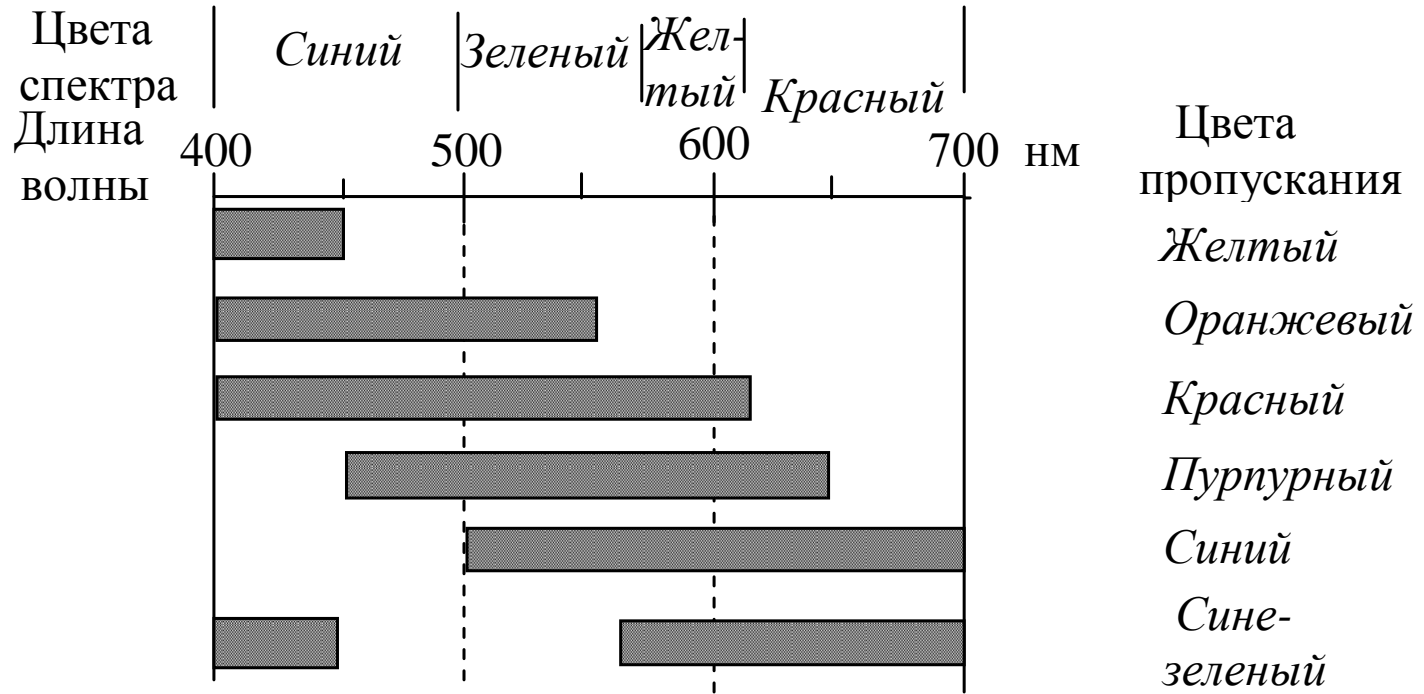 Цвета
спектра
Синий
Зеленый
Жел-
тый
Красный
Длина
волны
400
500
600
700 нм
Цвета
пропускания
Желтый
Оранжевый
Красный
Пурпурный
Синий
Сине-
зеленый